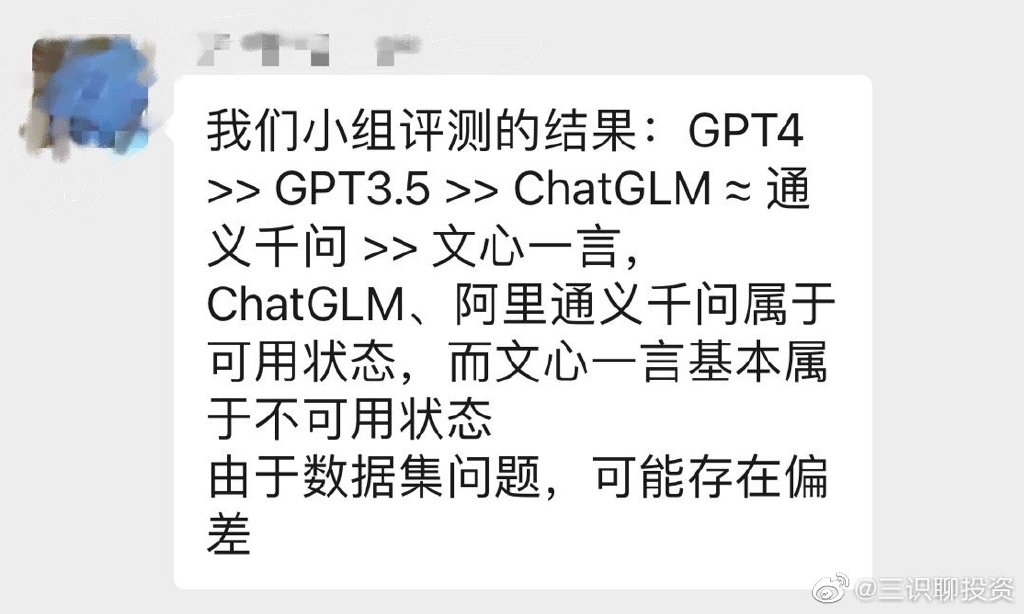 我们小组评测的结果：GPT4
>> GPT3.5 >> ChatGLM ≈ 通
义千问 >> 文心一言，
ChatGLM、阿里通义千问属于
可用状态，而文心一言基本属
于不可用状态
由于数据集问题，可能存在偏
差
@三识聊投资